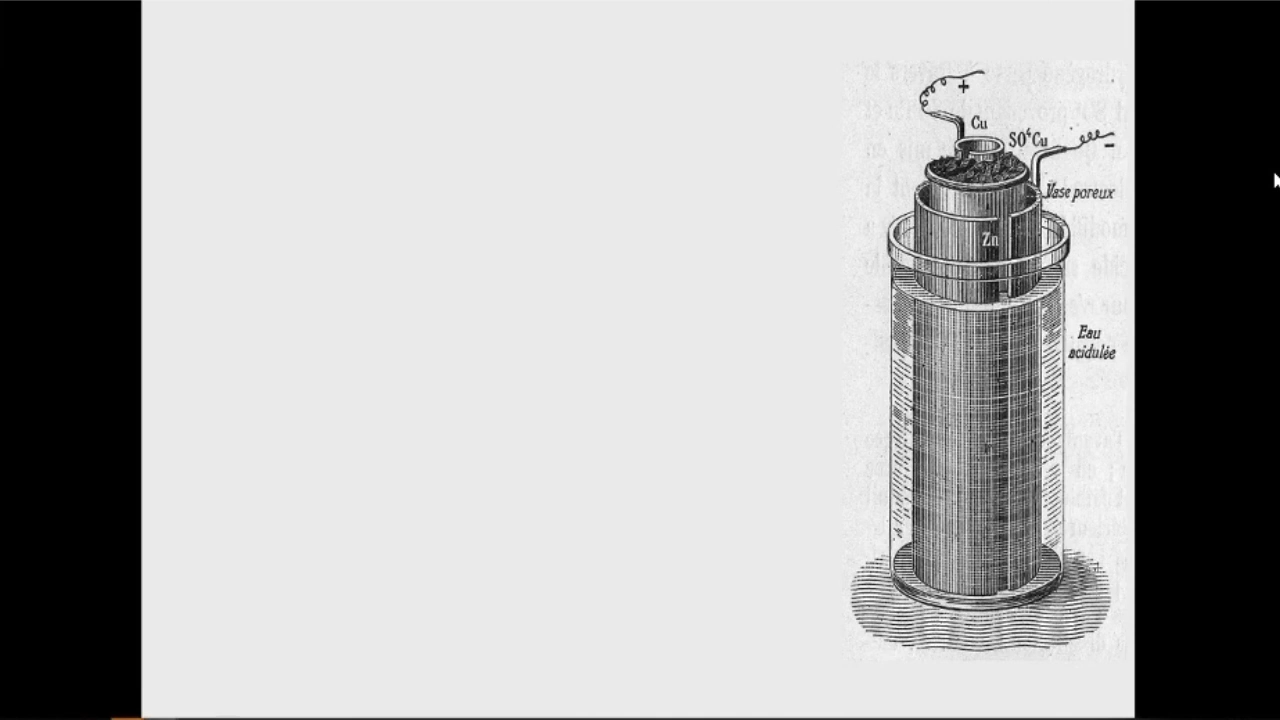 +
Cu
SO⁴Cu
-
Vase poreux
Zn
Eau
acidulée